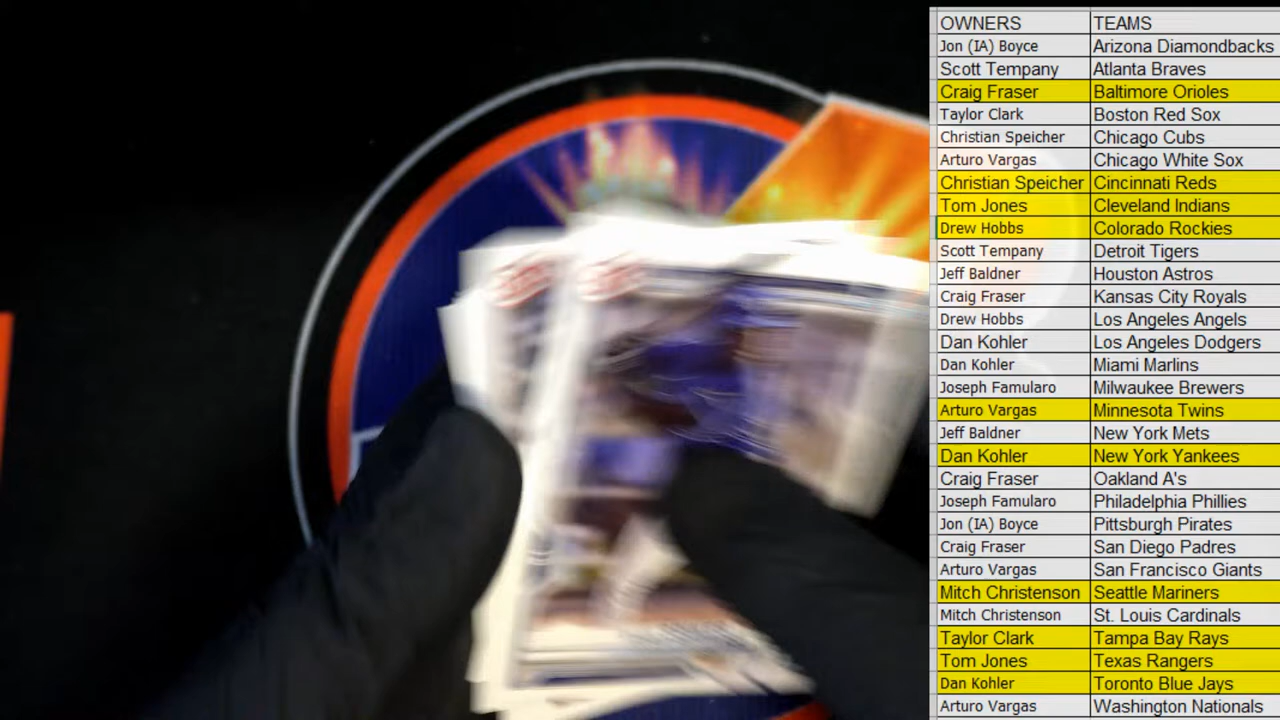 OWNERS TEAMS
Jon (IA) Boyce Arizona Diamondbacks
Scott Tempany Atlanta Braves
Craig Fraser Baltimore Orioles
Taylor Clark Boston Red Sox
Christian Speicher Chicago Cubs
Arturo Vargas Chicago White Sox
Christian Speicher Cincinnati Reds
Tom Jones Cleveland Indians
Drew Hobbs Colorado Rockies
Scott Tempany Detroit Tigers
Jeff Baldner Houston Astros
Craig Fraser Kansas City Royals
Drew Hobbs Los Angeles Angels
Dan Kohler Los Angeles Dodgers
Dan Kohler Miami Marlins
Joseph Famularo Milwaukee Brewers
Arturo Vargas Minnesota Twins
Jeff Baldner New York Mets
Dan Kohler New York Yankees
Craig Fraser Oakland A's
Joseph Famularo Philadelphia Phillies
Jon (IA) Boyce Pittsburgh Pirates
Craig Fraser San Diego Padres
Arturo Vargas San Francisco Giants
Mitch Christenson Seattle Mariners
Mitch Christenson St. Louis Cardinals
Taylor Clark Tampa Bay Rays
Tom Jones Texas Rangers
Dan Kohler Toronto Blue Jays
Arturo Vargas Washington Nationals